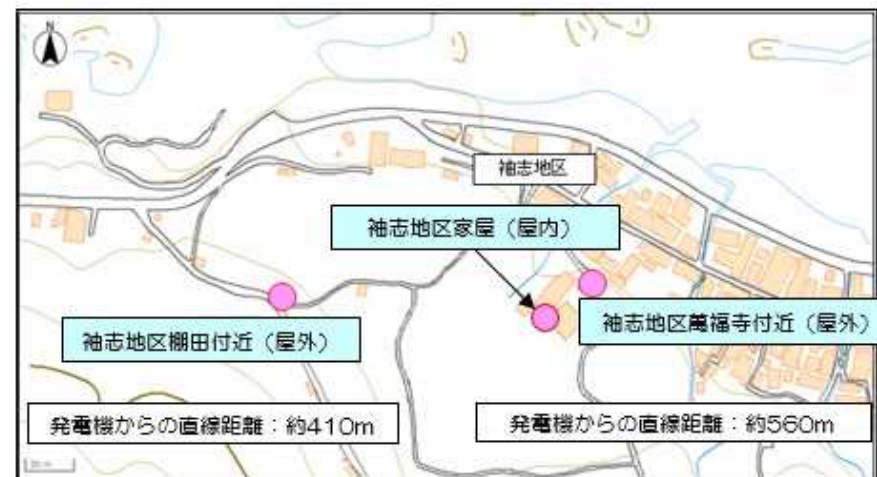 N
袖志地区
袖志地区家屋（屋内）
袖志地区棚田付近（屋外）
袖志地区萬福寺付近（屋外）
発電機からの直線距離：約410m
発電機からの直線距離：約560m